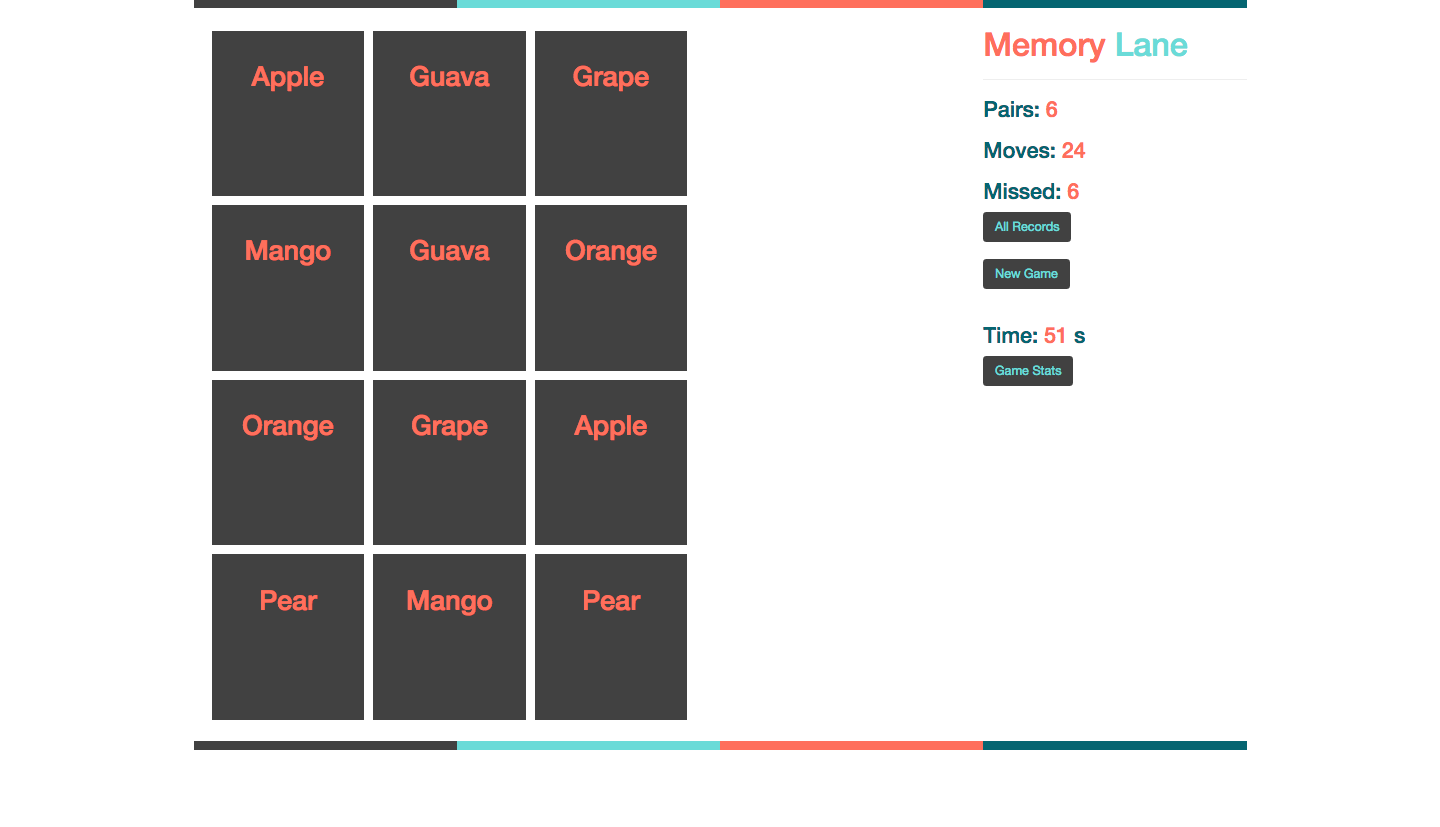 Apple Guava Grape
Mango Guava Orange
Orange Grape Apple
Pear Mango Pear
Memory Lane
Pairs: 6
Moves: 24
Missed: 6
All Records
New Game
Time: 51 s
Game Stats